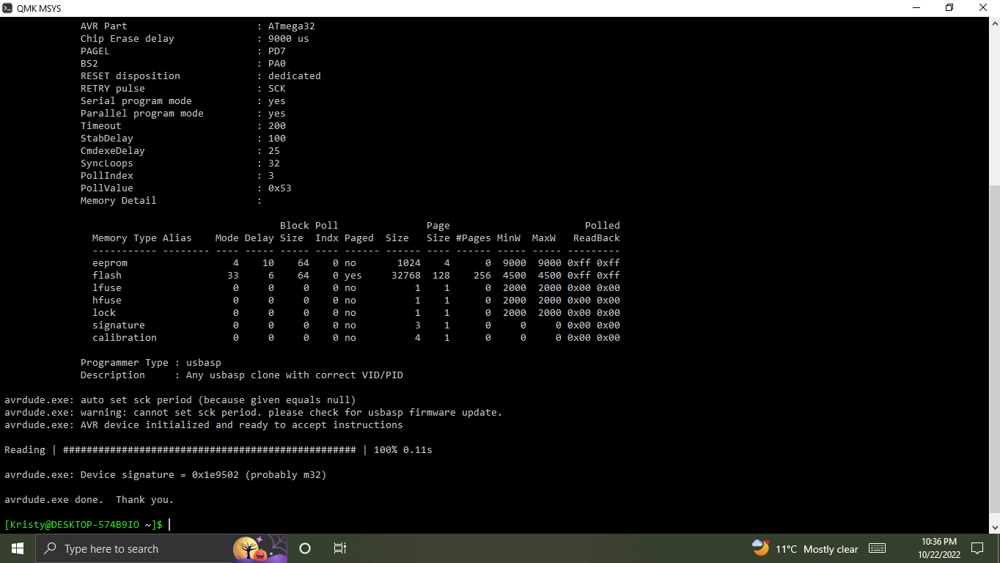 QMK MSYS
AVR Part : ATmega32
Chip Erase delay : 9000 us
PAGEL : PD7
BS2 : PA0
RESET disposition : dedicated
RETRY pulse : SCK
Serial program mode : yes
Parallel program mode : yes
Timeout : 200
StabDelay : 100
CmdexeDelay : 25
SyncLoops : 32
PollIndex : 3
PollValue : 0x53
Memory Detail :
Block Poll Page Polled
Memory Type Alias Mode Delay Size Indx Paged Size Size #Pages MinW MaxW ReadBack
----------- -------- ---- ----- ----- ---- ------ ------ ---- ------ ----- ----- ---------
eeprom 4 10 64 0 no 1024 4 0 9000 9000 0xff 0xff
flash 33 6 64 0 yes 32768 128 256 4500 4500 0xff 0xff
lfuse 0 0 0 0 no 1 1 0 2000 2000 0x00 0x00
hfuse 0 0 0 0 no 1 1 0 2000 2000 0x00 0x00
lock 0 0 0 0 no 1 1 0 2000 2000 0x00 0x00
signature 0 0 0 0 no 3 1 0 0 0 0x00 0x00
calibration 0 0 0 0 no 4 1 0 0 0 0x00 0x00
Programmer Type : usbasp
Description : Any usbasp clone with correct VID/PID
avrdude.exe: auto set sck period (because given equals null)
avrdude.exe: warning: cannot set sck period. please check for usbasp firmware update.
avrdude.exe: AVR device initialized and ready to accept instructions
Reading | ################################################## | 100% 0.11s
avrdude.exe: Device signature = 0x1e9502 (probably m32)
avrdude.exe done.  Thank you.
[Kristy@DESKTOP-574B9IO ~]$
Type here to search
11°C Mostly clear
10:36 PM
10/22/2022